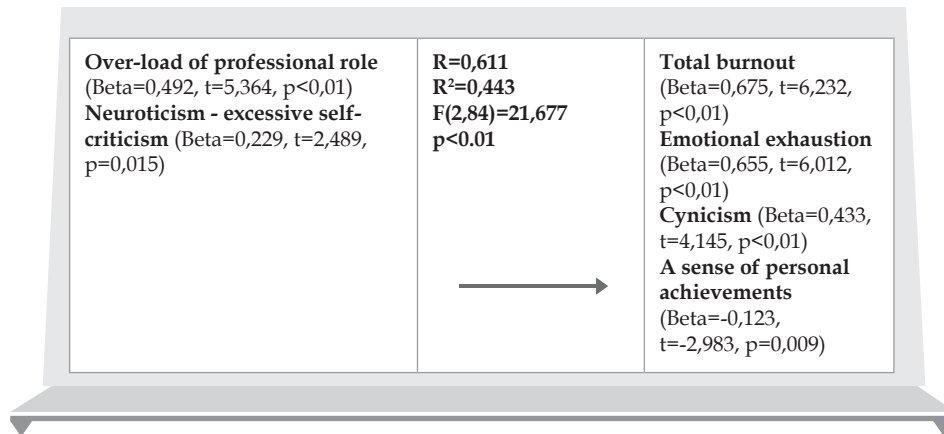 Over-load of professional role
(Beta=0,492, t=5,364, p<0,01)
Neuroticism - excessive self-
criticism (Beta=0,229, t=2,489,
p=0,015)
R=0,611
R²=0,443
F(2,84)=21,677
p<0.01
Total burnout
(Beta=0,675, t=6,232,
p<0,01)
Emotional exhaustion
(Beta=0,655, t=6,012,
p<0,01)
Cynicism (Beta=0,433,
t=4,145, p<0,01)
A sense of personal
achievements
(Beta=-0,123,
t=-2,983, p=0,009)